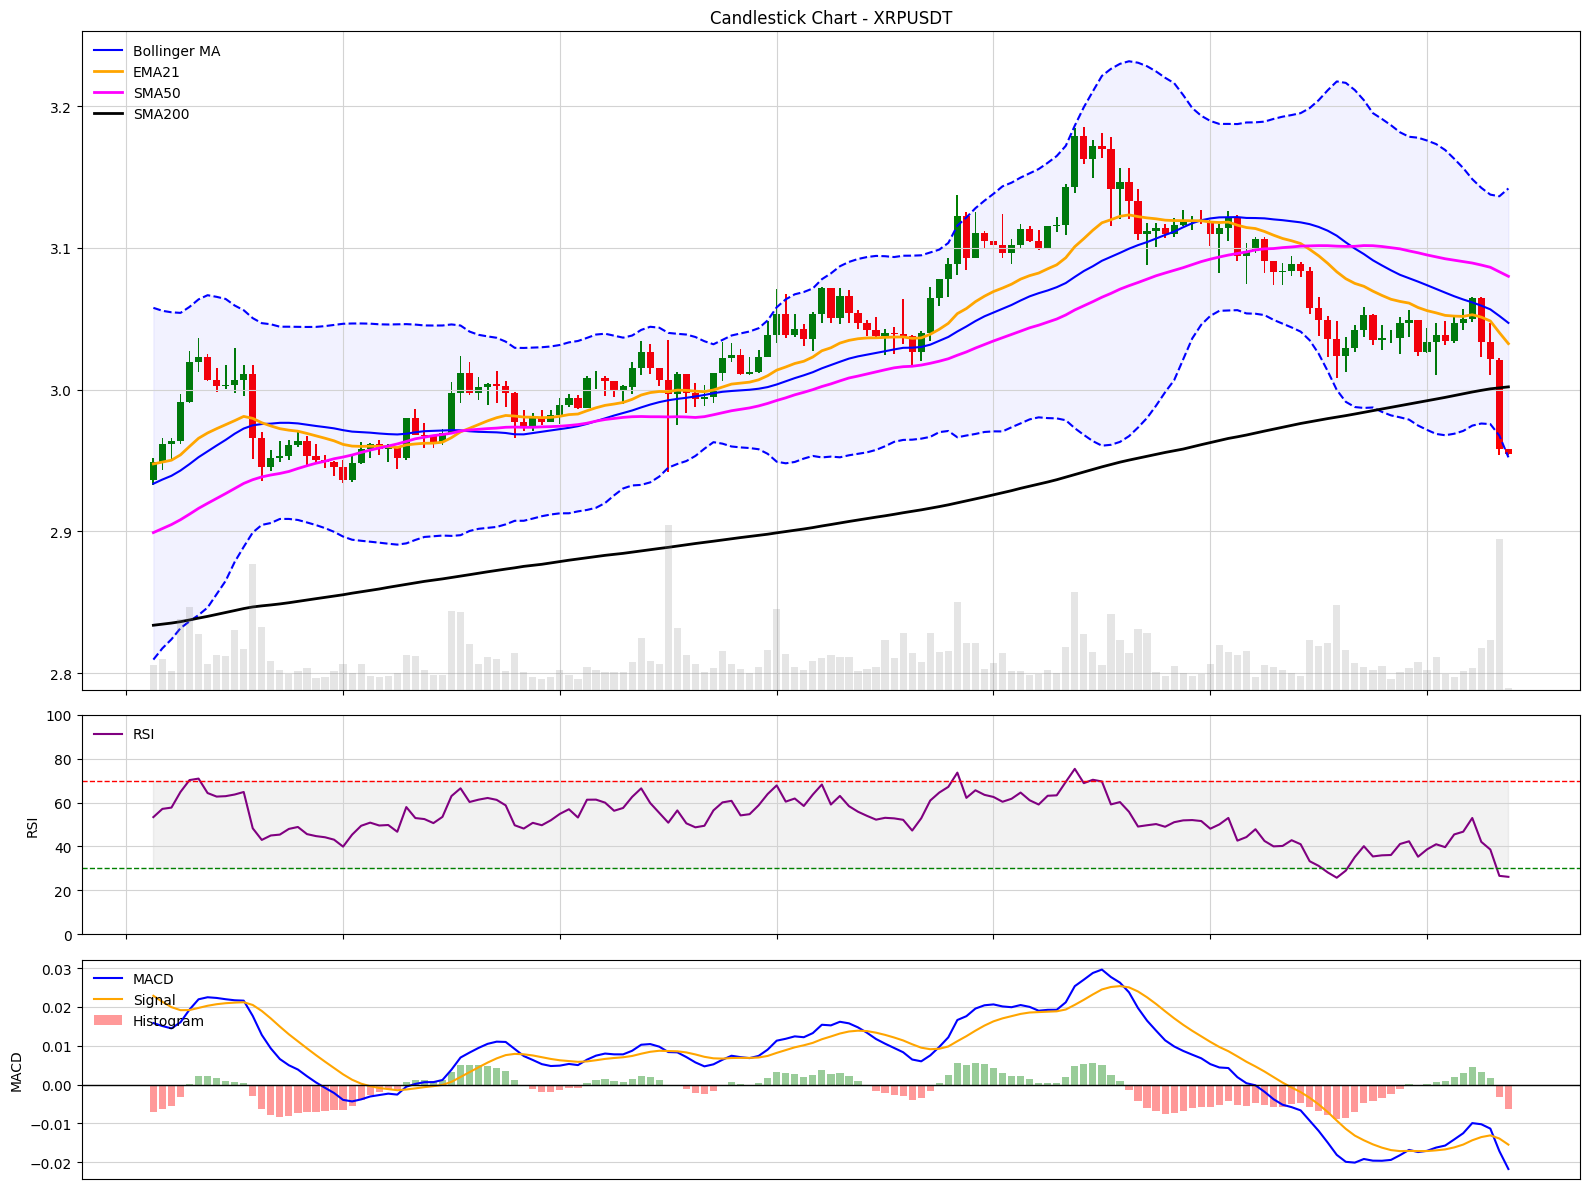 Candlestick Chart - XRPUSDT
Bollinger MA
EMA21
SMA50
SMA200
3.2
3.1
3.0
2.9
2.8
RSI
100
80
60
40
20
0
RSI
MACD
Signal
Histogram
0.03
0.02
0.01
0.00
−0.01
−0.02
MACD